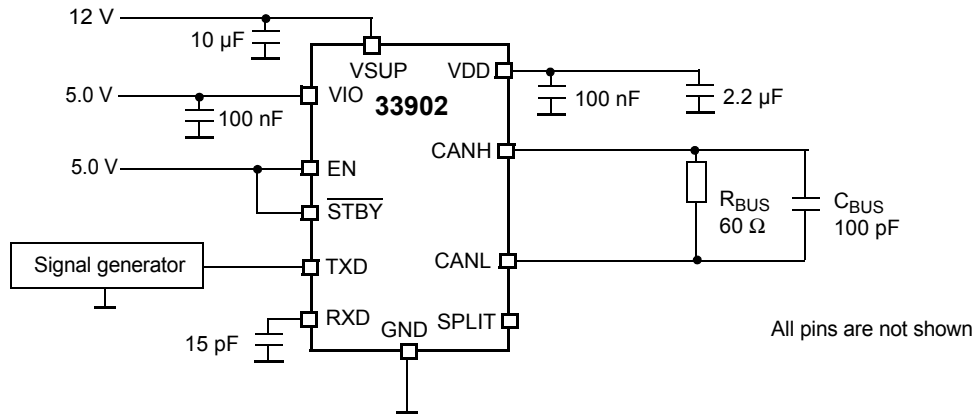 12 V
10 µF
VSUP
VDD
5.0 V
VIO
33902
100 nF
100 nF
2.2 µF
CANH
5.0 V
EN
STBY
RBUS
60 Ω
CBUS
100 pF
Signal generator
TXD
CANL
RXD
GND
SPLIT
15 pF
All pins are not shown